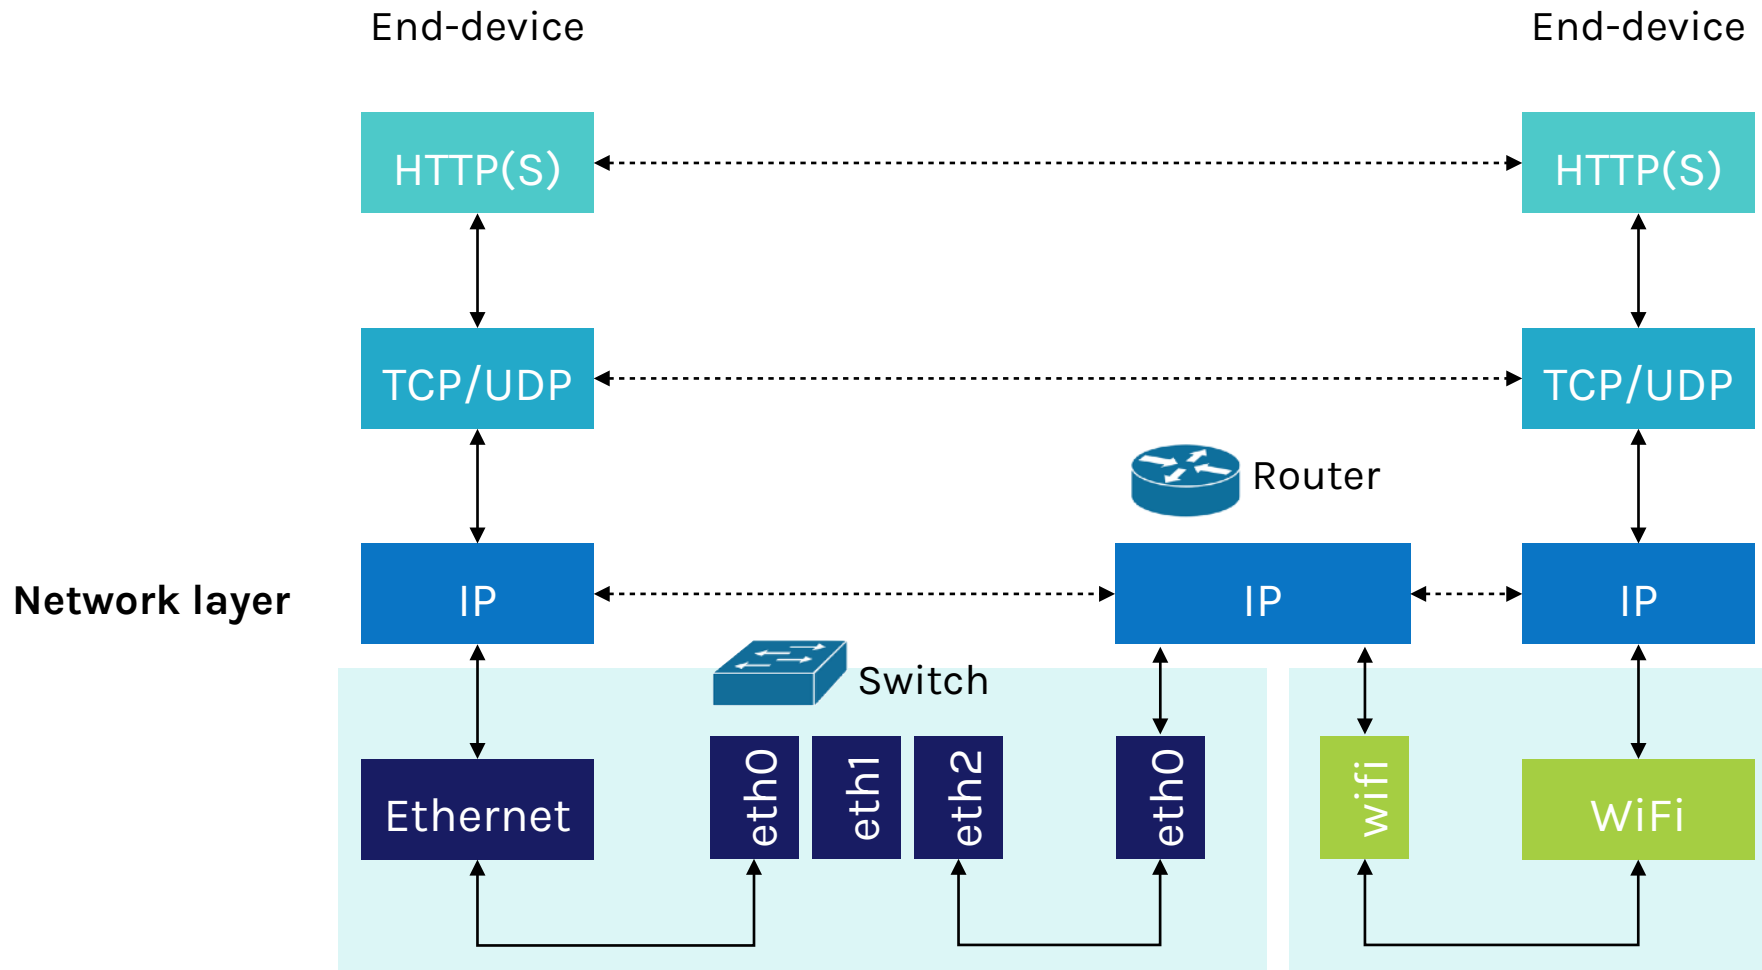 End-device
End-device
HTTP(S)
HTTP(S)
TCP/UDP
TCP/UDP
Router
Network layer
IP
IP
IP
Switch
Ethernet
eth0
eth1
eth2
eth0
wifi
WiFi